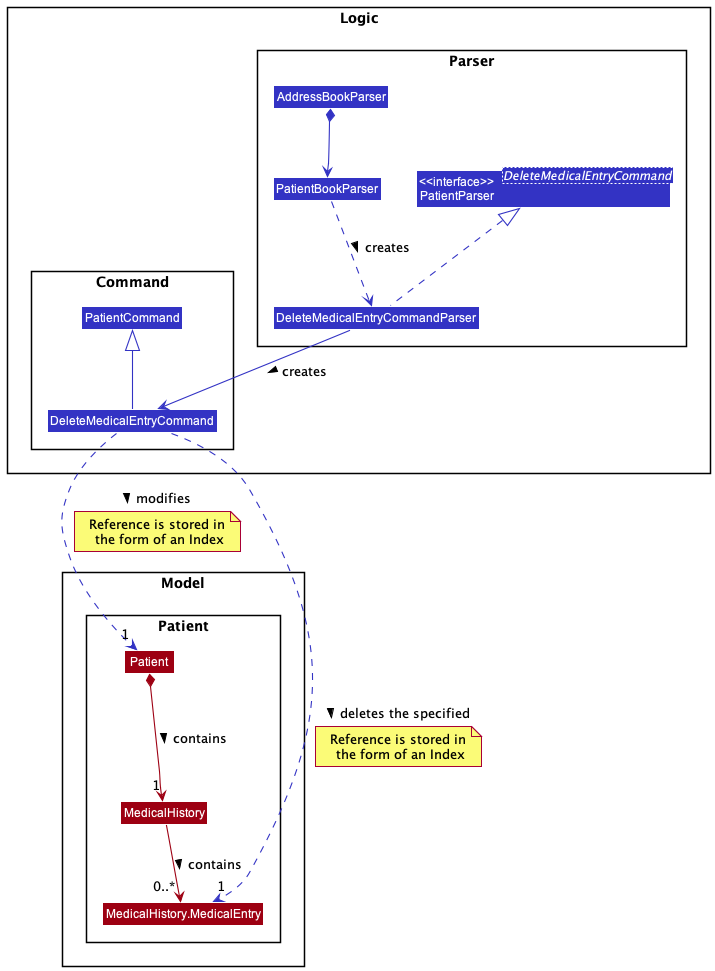 Logic
Parser
AddressBookParser
PatientBookParser
<<interface>>
PatientParser
DeleteMedicalEntryCommand
creates
Command
PatientCommand
DeleteMedicalEntryCommandParser
creates
DeleteMedicalEntryCommand
modifies
Reference is stored in
the form of an Index
Model
Patient
1
Patient
deletes the specified
Reference is stored in
the form of an Index
contains
1
MedicalHistory
contains
0..*
1
MedicalHistory.MedicalEntry